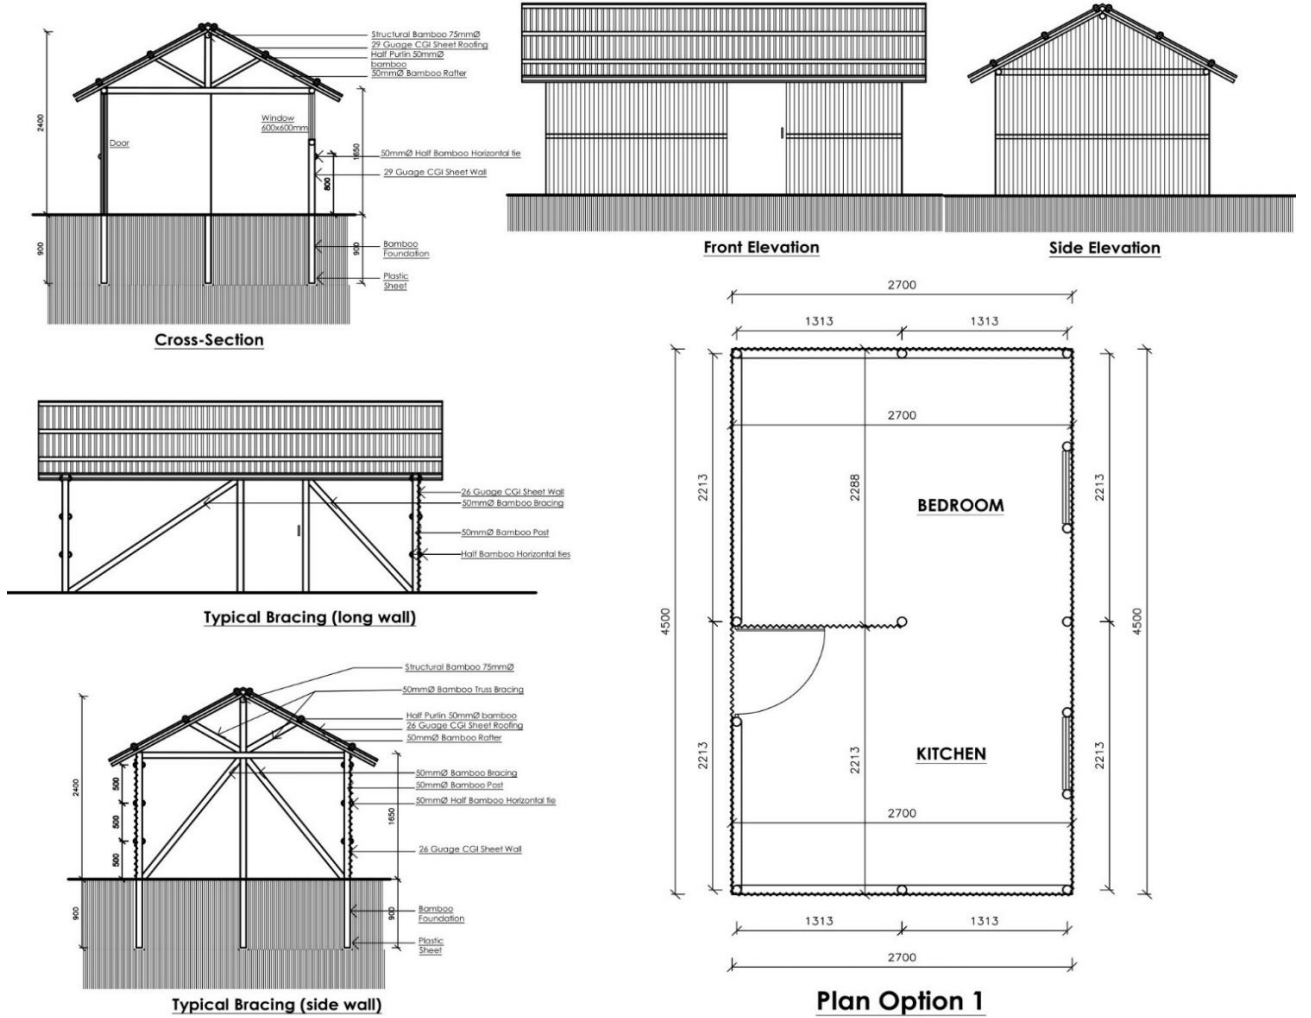 Structural Bamboo 75mmØ
29 Guage CGI Sheet Roofing
Half Purlin 50mmØ
bamboo
50mmØ Bamboo Rafter
2400
Window
600x600mm
Door
1650
50mmØ Half Bamboo Horizontal tie
29 Guage CGI Sheet Wall
800
900
900
Bamboo
Foundation
Plastic
Sheet
Cross-Section
Front Elevation
Side Elevation
26 Guage CGI Sheet Wall
50mmØ Bamboo Bracing
50mmØ Bamboo Post
Half Bamboo Horizontal ties
Typical Bracing (long wall)
Structural Bamboo 75mmØ
50mmØ Bamboo Truss Bracing
Half Purlin 50mmØ bamboo
26 Guage CGI Sheet Roofing
50mmØ Bamboo Rafter
2400
500
500
500
50mmØ Bamboo Bracing
50mmØ Bamboo Post
50mmØ Half Bamboo Horizontal tie
1650
26 Guage CGI Sheet Wall
900
900
Bamboo
Foundation
Plastic
Sheet
Typical Bracing (side wall)
2700
1313 1313
2700
2213
2288
2213
BEDROOM
4500
4500
KITCHEN
2213
2213
2213
2700
1313 1313
2700
Plan Option 1